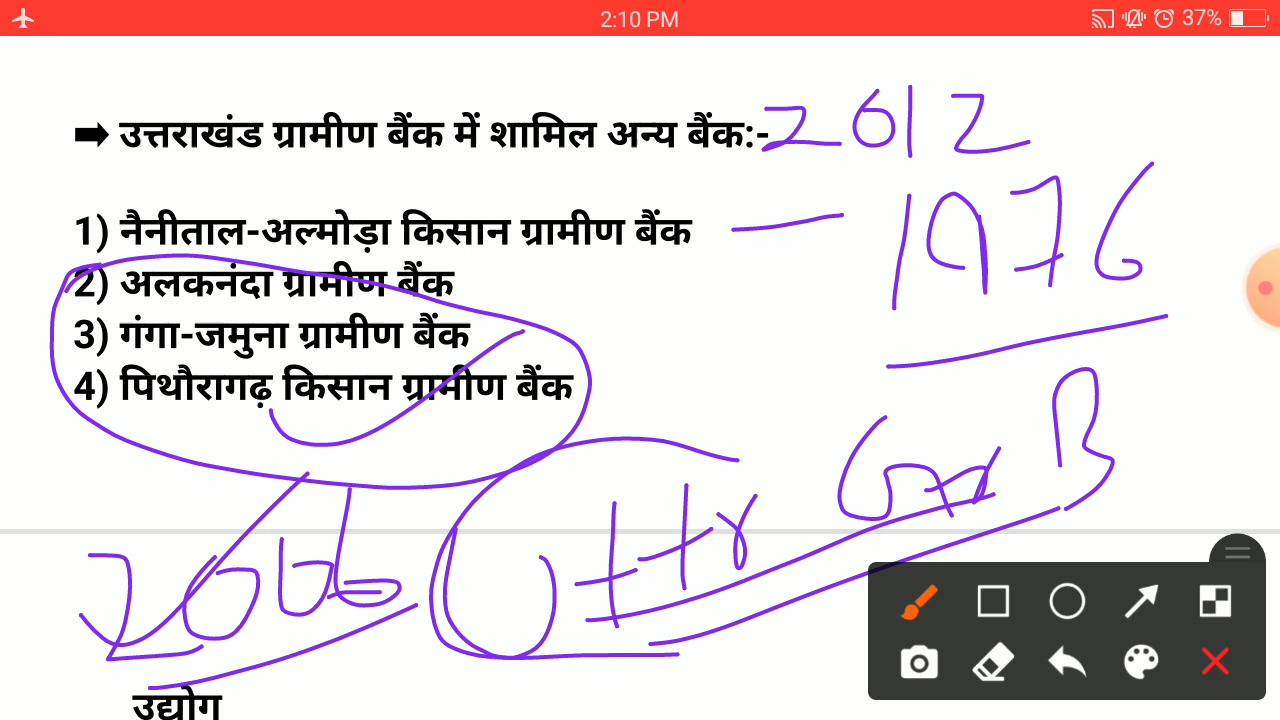 2:10 PM 37%
➡ उत्तराखंड ग्रामीण बैंक में शामिल अन्य बैंक:- 2012
1) नैनीताल-अल्मोड़ा किसान ग्रामीण बैंक — 1976
2) अलकनंदा ग्रामीण बैंक
3) गंगा-जमुना ग्रामीण बैंक
4) पिथौरागढ़ किसान ग्रामीण बैंक
2006
उद्योग